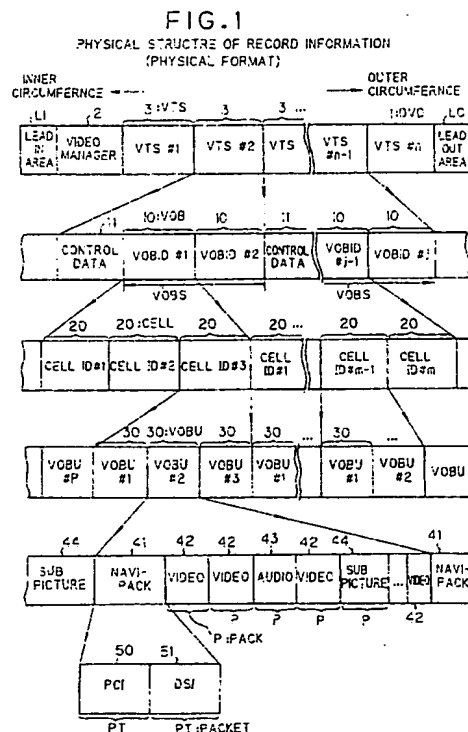 FIG.1
PHYSICAL STRUCTRE OF RECORD INFORMATION
(PHYSICAL FORMAT)
INNER CIRCUMFERNCE
OUTER CIRCUMFERENCE
LI 2 3:VTS 3 3... 1:DVD LO
LEAD IN AREA VIDEO MANAGER VTS #1 VTS #2 VTS VTS #n-1 VTS #n LEAD OUT AREA
11 10:VOB 10 11 10 10
CONTROL DATA VOBID #1 VOBID #2 CONTROL DATA VOBID #j-1 VOBID #j
VOBS VOBS
20 20:CELL 20 20 ... 20 20
CELL ID#1 CELL ID#2 CELL ID#3 CELL ID#1 CELL ID#m-1 CELL ID#m
30 30:VOBU 30 30 ... 30 ...
VOBU #P VOBU #1 VOBU #2 VOBU #3 VOBU #1 VOBU #1 VOBU #2 VOBU
44 41 42 42 43 42 44 41
SUB PICTURE NAVI-PACK VIDEO VIDEO AUDIO VIDEO SUB PICTURE ... VIDEO NAVI-PACK
P:PACK P P P P 42
50 51
PCI DSI
PT PT:PACKET